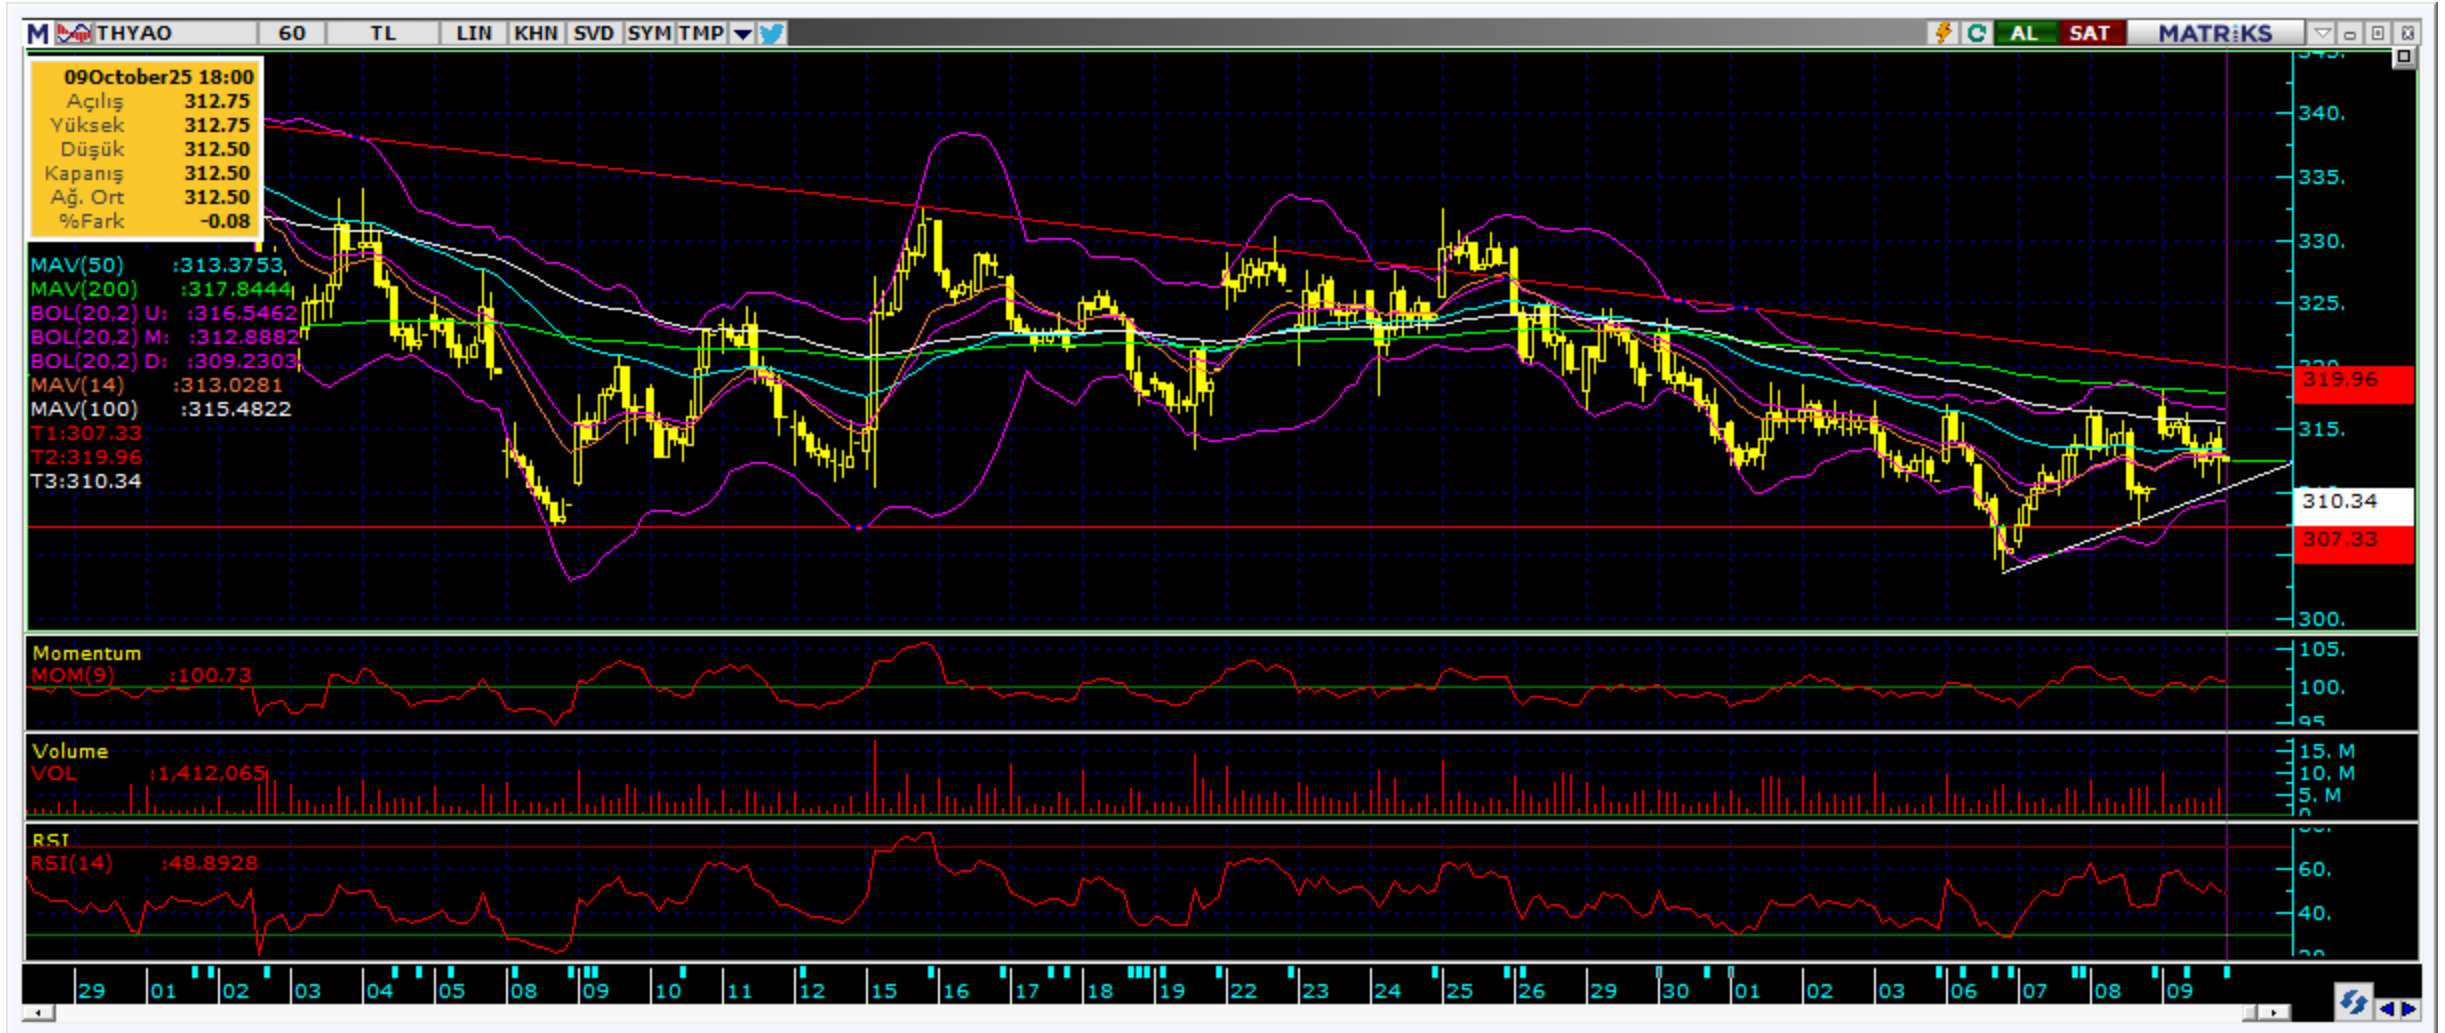 M THYAO 60 TL LIN KHN SVD SYM TMP AL SAT MATRiKS
09October25 18:00
Açılış 312.75
Yüksek 312.75
Düşük 312.50
Kapanış 312.50
Ağ. Ort 312.50
%Fark -0.08
MAV(50) :313.3753
MAV(200) :317.8444
BOL(20,2) U: :316.5462
BOL(20,2) M: :312.8882
BOL(20,2) D: :309.2303
MAV(14) :313.0281
MAV(100) :315.4822
T1:307.33
T2:319.96
T3:310.34
340.
335.
330.
325.
319.96
315.
310.34
307.33
300.
Momentum
MOM(9) :100.73
105.
100.
95
Volume
VOL :1,412,065
15. M
10. M
5. M
RSI
RSI(14) :48.8928
60.
40.
29 01 02 03 04 05 08 09 10 11 12 15 16 17 18 19 22 23 24 25 26 29 30 01 02 03 06 07 08 09